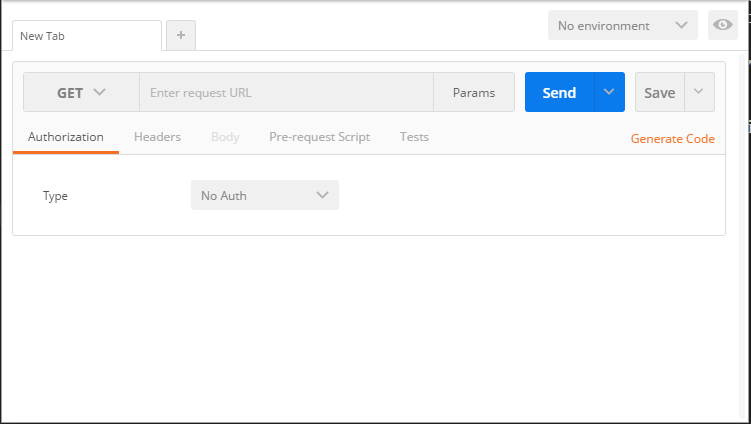 New Tab
+
No environment
GET
Enter request URL
Params
Send
Save
Authorization
Headers
Body
Pre-request Script
Tests
Generate Code
Type
No Auth